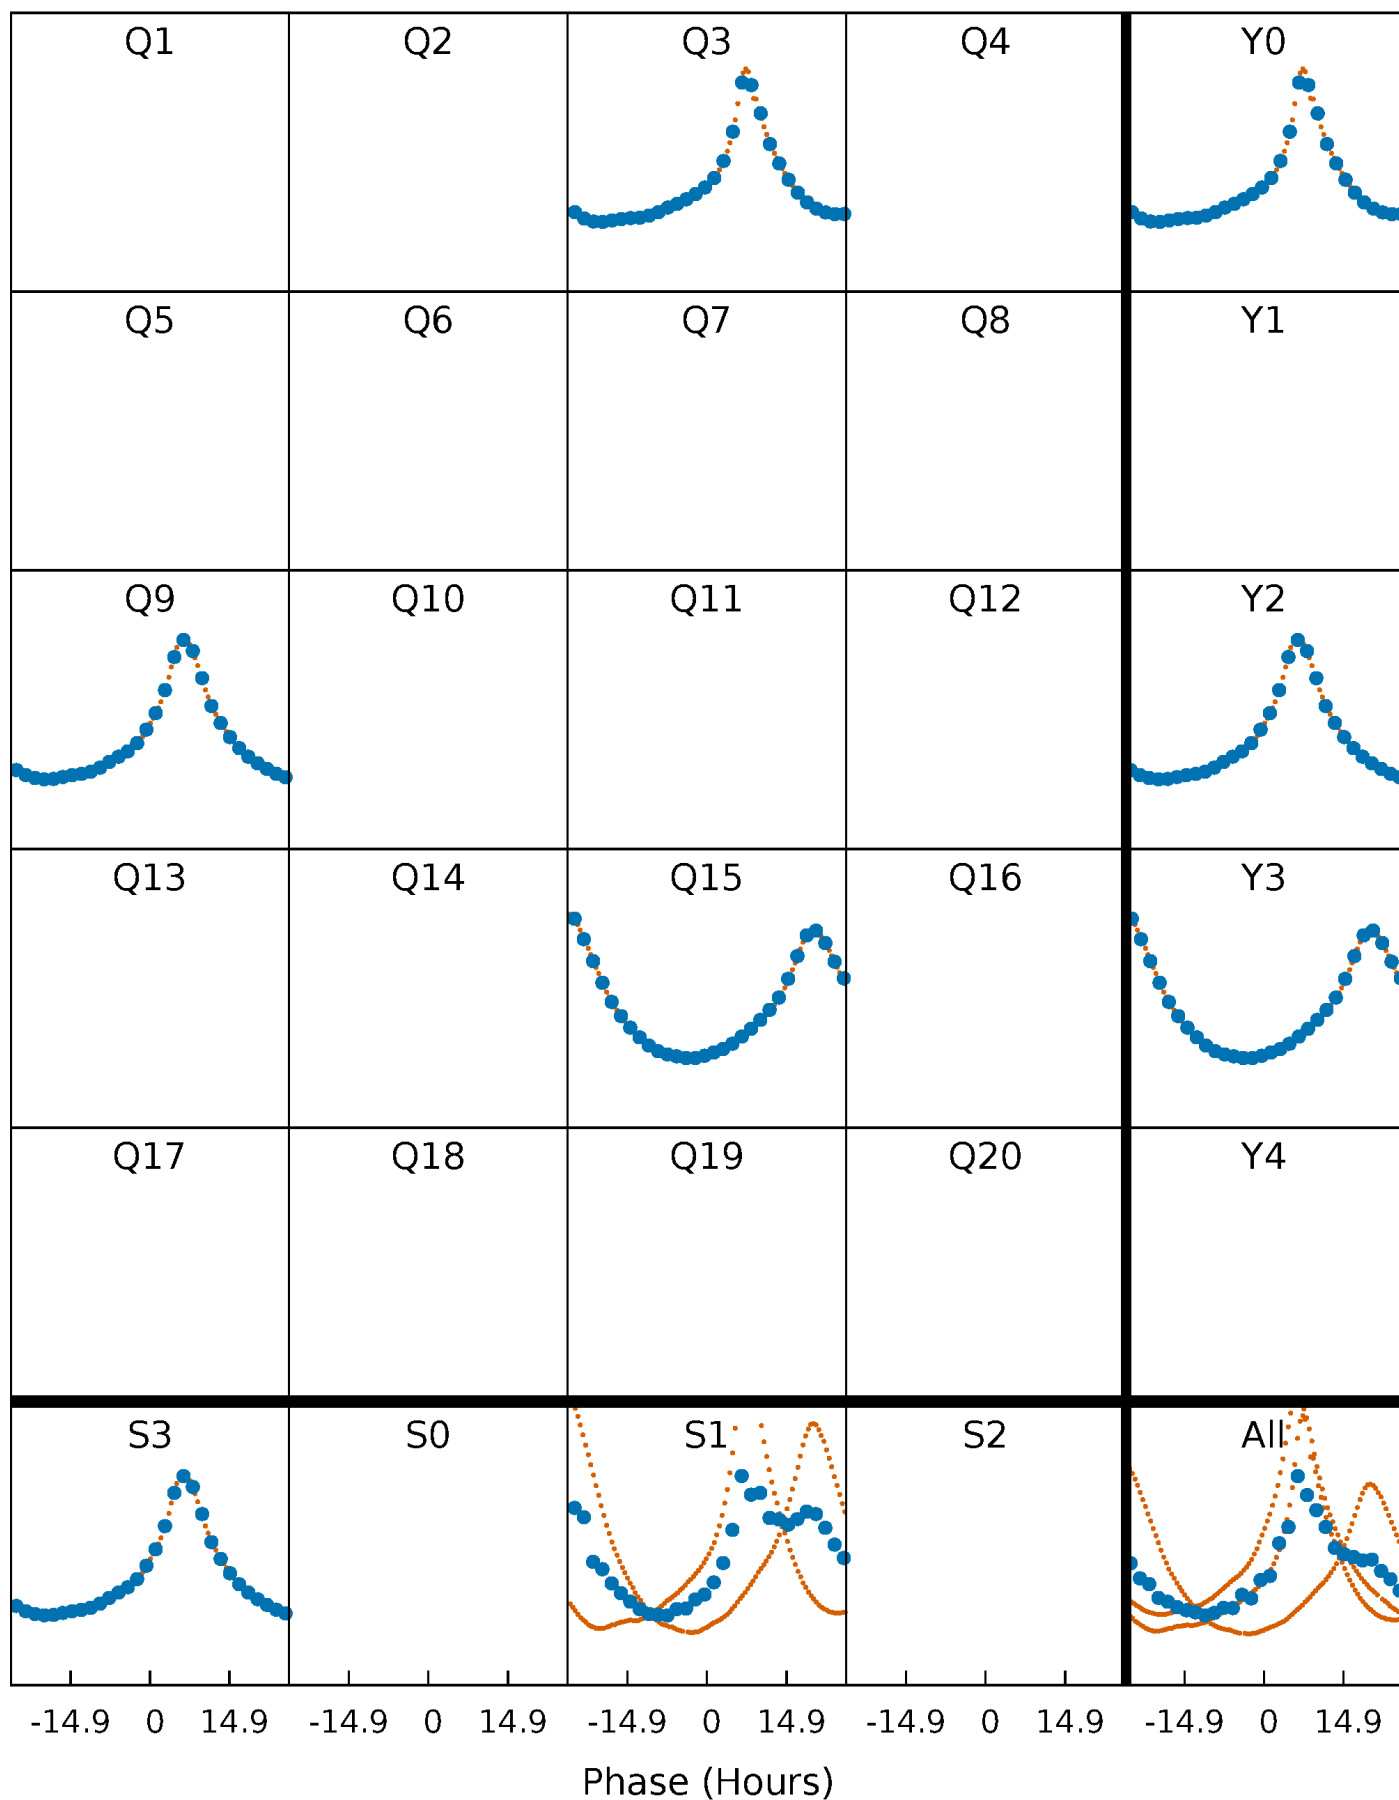 Q1 Q2 Q3 Q4 Y0
Q5 Q6 Q7 Q8 Y1
Q9 Q10 Q11 Q12 Y2
Q13 Q14 Q15 Q16 Y3
Q17 Q18 Q19 Q20 Y4
S3 S0 S1 S2 All
-14.9 0 14.9 -14.9 0 14.9 -14.9 0 14.9 -14.9 0 14.9 -14.9 0 14.9
Phase (Hours)